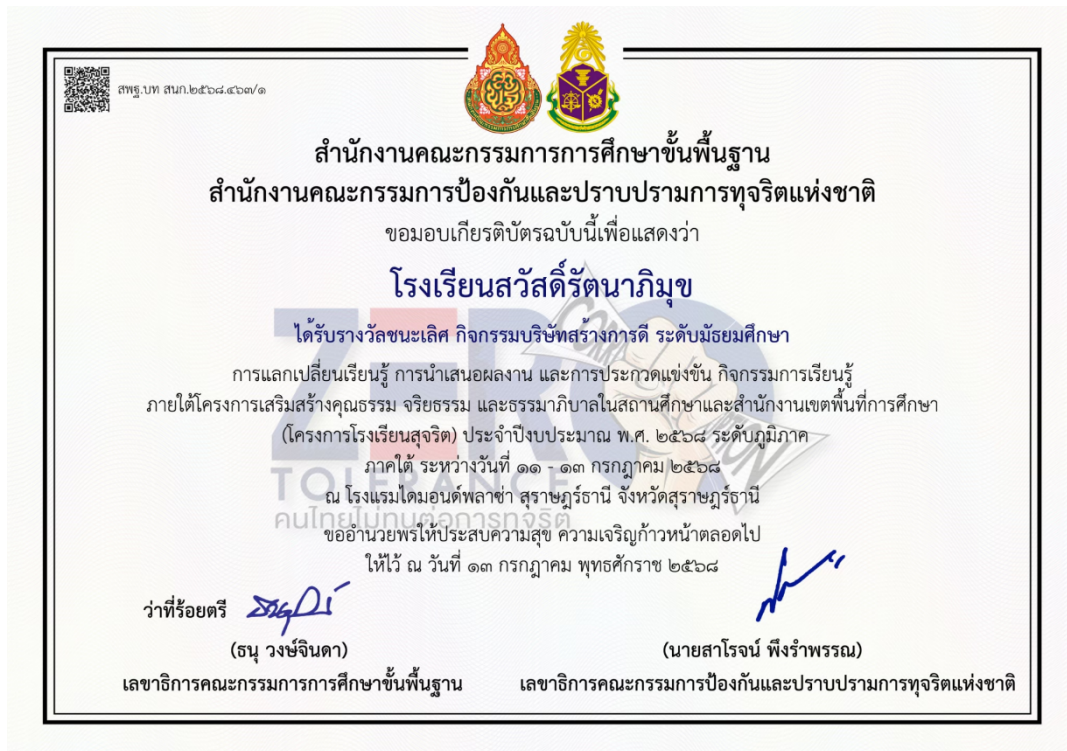 สพฐ.บท สนก.๒๕๖๘.๔๖๓/๑
สำนักงานคณะกรรมการการศึกษาขั้นพื้นฐาน
สำนักงานคณะกรรมการป้องกันและปราบปรามการทุจริตแห่งชาติ
ขอมอบเกียรติบัตรฉบับนี้เพื่อแสดงว่า
โรงเรียนสวัสดิ์รัตนาภิมุข
ได้รับรางวัลชนะเลิศ กิจกรรมบริษัทสร้างการดี ระดับมัธยมศึกษา
การแลกเปลี่ยนเรียนรู้ การนำเสนอผลงาน และการประกวดแข่งขัน กิจกรรมการเรียนรู้
ภายใต้โครงการเสริมสร้างคุณธรรม จริยธรรม และธรรมาภิบาลในสถานศึกษาและสำนักงานเขตพื้นที่การศึกษา
(โครงการโรงเรียนสุจริต) ประจำปีงบประมาณ พ.ศ. ๒๕๖๘ ระดับภูมิภาค
ภาคใต้ ระหว่างวันที่ ๑๑ - ๑๓ กรกฎาคม ๒๕๖๘
ณ โรงแรมไดมอนด์พลาซ่า สุราษฎร์ธานี จังหวัดสุราษฎร์ธานี
ขออำนวยพรให้ประสบความสุข ความเจริญก้าวหน้าตลอดไป
ให้ไว้ ณ วันที่ ๑๓ กรกฎาคม พุทธศักราช ๒๕๖๘
ZERO
TOLERANCE
คนไทยไม่ทนต่อการทุจริต
ว่าที่ร้อยตรี
(ธนุ วงษ์จินดา)
(นายสาโรจน์ พึงรำพรรณ)
เลขาธิการคณะกรรมการการศึกษาขั้นพื้นฐาน
เลขาธิการคณะกรรมการป้องกันและปราบปรามการทุจริตแห่งชาติ